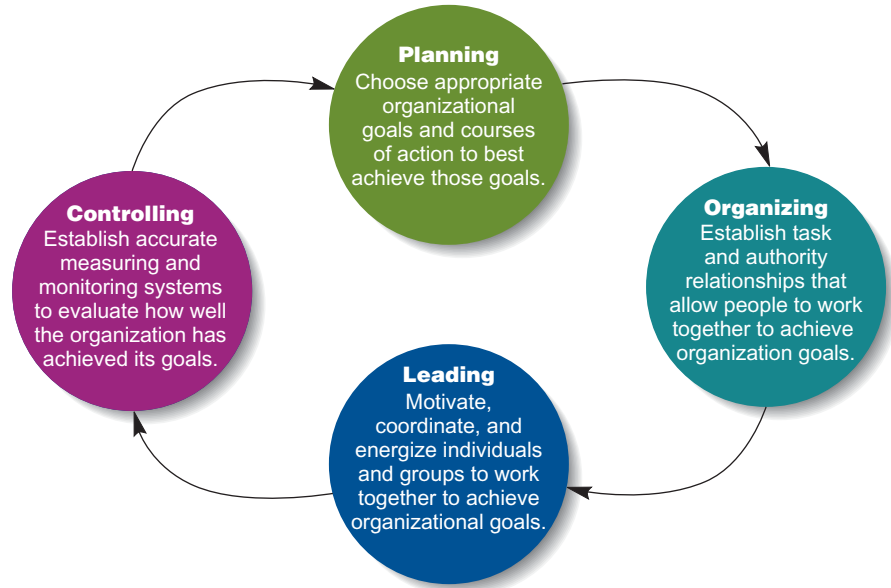 Planning
Choose appropriate
organizational
goals and courses
of action to best
achieve those goals.
Organizing
Establish task
and authority
relationships that
allow people to work
together to achieve
organization goals.
Leading
Motivate,
coordinate, and
energize individuals
and groups to work
together to achieve
organizational goals.
Controlling
Establish accurate
measuring and
monitoring systems
to evaluate how well
the organization has
achieved its goals.